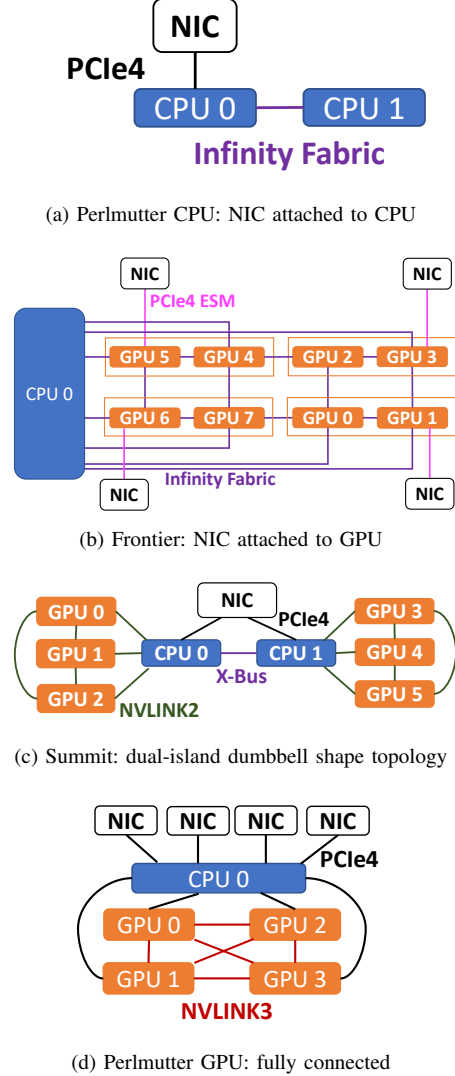 NIC
PCIe4
CPU 0
CPU 1
Infinity Fabric
(a) Perlmutter CPU: NIC attached to CPU
NIC
NIC
PCIe4 ESM
GPU 5
GPU 4
GPU 2
GPU 3
CPU 0
GPU 6
GPU 7
GPU 0
GPU 1
Infinity Fabric
NIC
NIC
(b) Frontier: NIC attached to GPU
NIC
PCIe4
GPU 0
GPU 3
GPU 1
CPU 0
CPU 1
GPU 4
X-Bus
GPU 2
GPU 5
NVLINK2
(c) Summit: dual-island dumbbell shape topology
NIC
NIC
NIC
NIC
PCIe4
CPU 0
GPU 0
GPU 2
GPU 1
GPU 3
NVLINK3
(d) Perlmutter GPU: fully connected